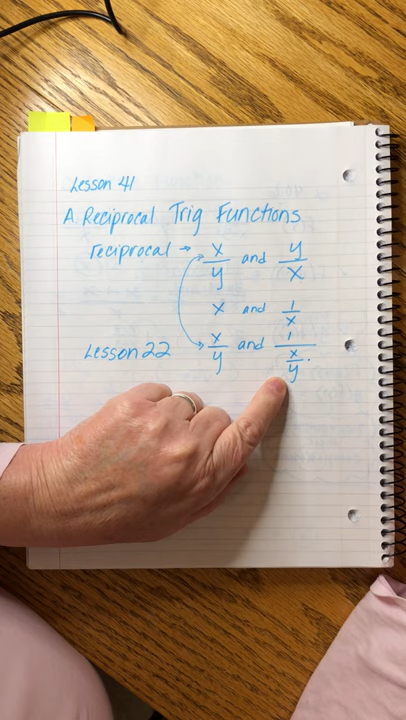 Lesson 41
A. Reciprocal Trig Functions
reciprocal → x/y and y/x
x and 1/x
Lesson 22 x/y and 1/(x/y)